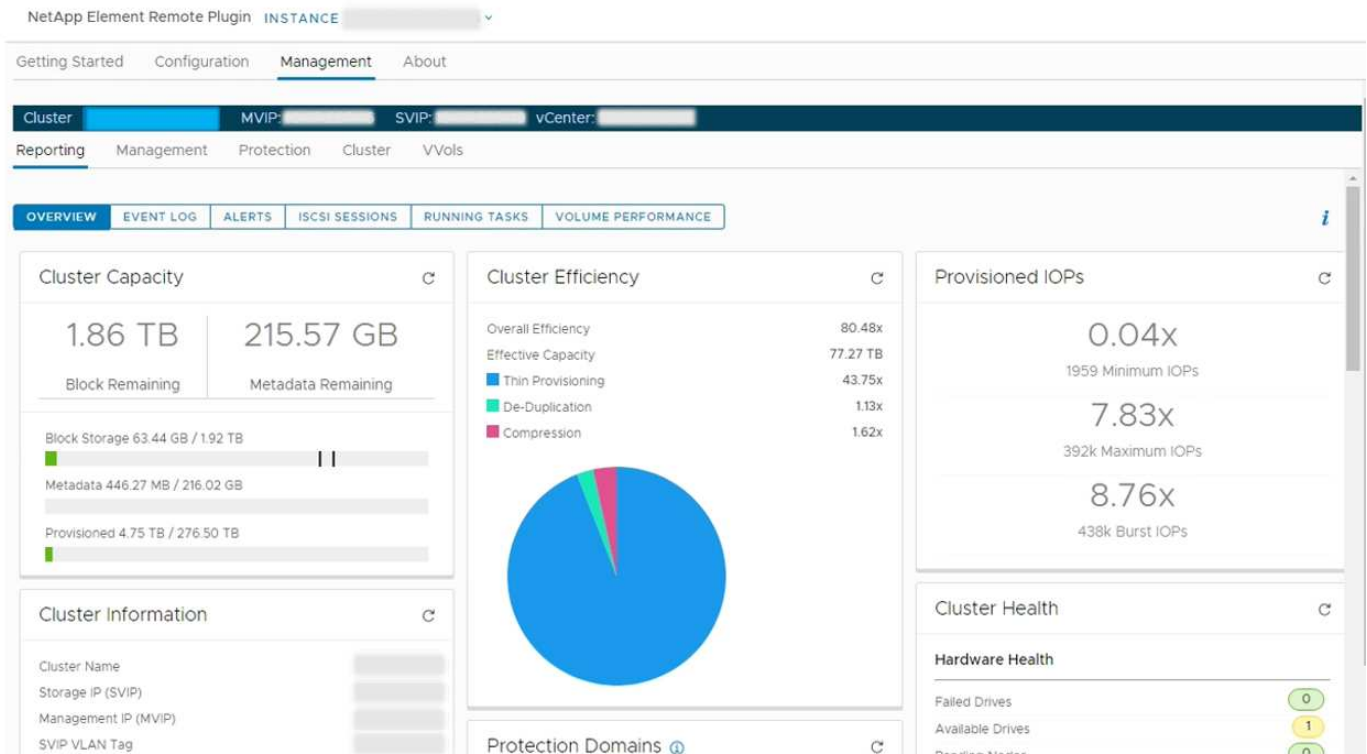 NetApp Element Remote Plugin INSTANCE
Getting Started Configuration Management About
Cluster MVIP: SVIP: vCenter:
Reporting Management Protection Cluster VVols
OVERVIEW EVENT LOG ALERTS ISCSI SESSIONS RUNNING TASKS VOLUME PERFORMANCE
Cluster Capacity
1.86 TB 215.57 GB
Block Remaining Metadata Remaining
Block Storage 63.44 GB / 1.92 TB
Metadata 446.27 MB / 216.02 GB
Provisioned 4.75 TB / 276.50 TB
Cluster Information
Cluster Name
Storage IP (SVIP)
Management IP (MVIP)
SVIP VLAN Tag
Cluster Efficiency
Overall Efficiency 80.48x
Effective Capacity 77.27 TB
Thin Provisioning 43.75x
De-Duplication 1.13x
Compression 1.62x
Protection Domains
Provisioned IOPs
0.04x
1959 Minimum IOPs
7.83x
392k Maximum IOPs
8.76x
438k Burst IOPs
Cluster Health
Hardware Health
Failed Drives 0
Available Drives 1